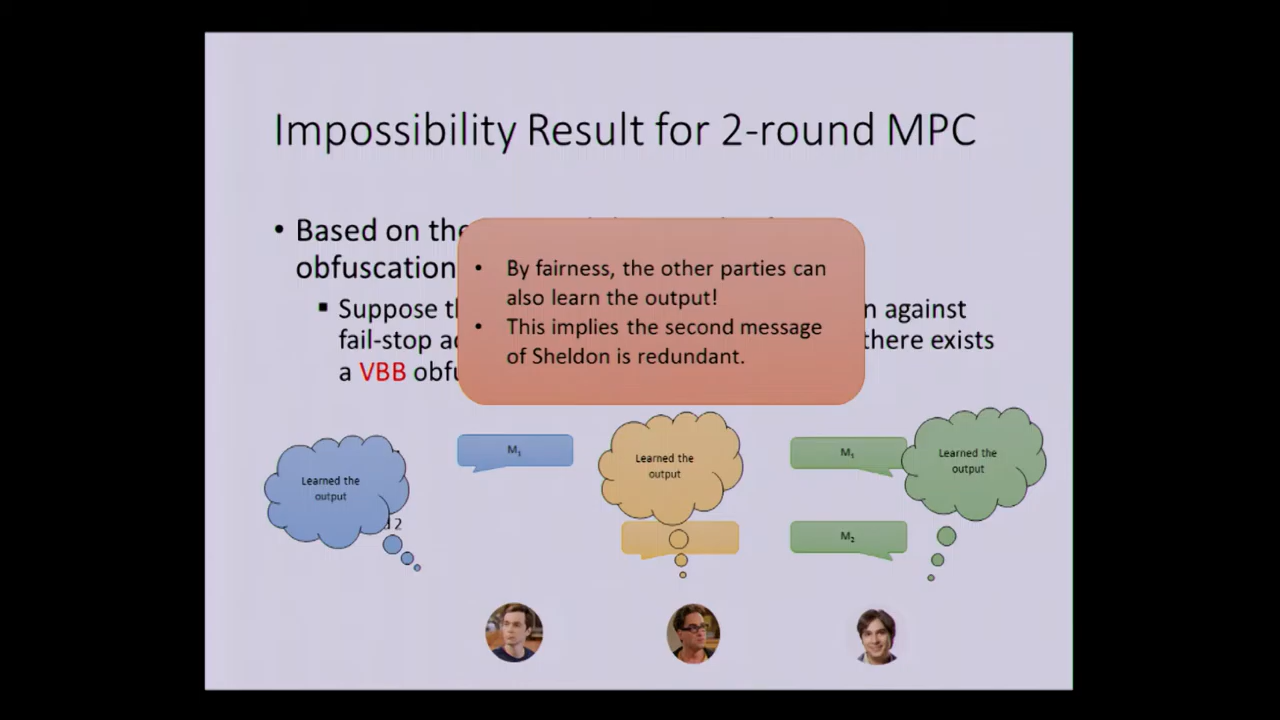 Impossibility Result for 2-round MPC
• Based on the
obfuscation
▪ Suppose n against
fail-stop there exists
a VBB
• By fairness, the other parties can
also learn the output!
• This implies the second message
of Sheldon is redundant.
Learned the
output
2
M₁
Learned the
output
M₁
M₂
Learned the
output